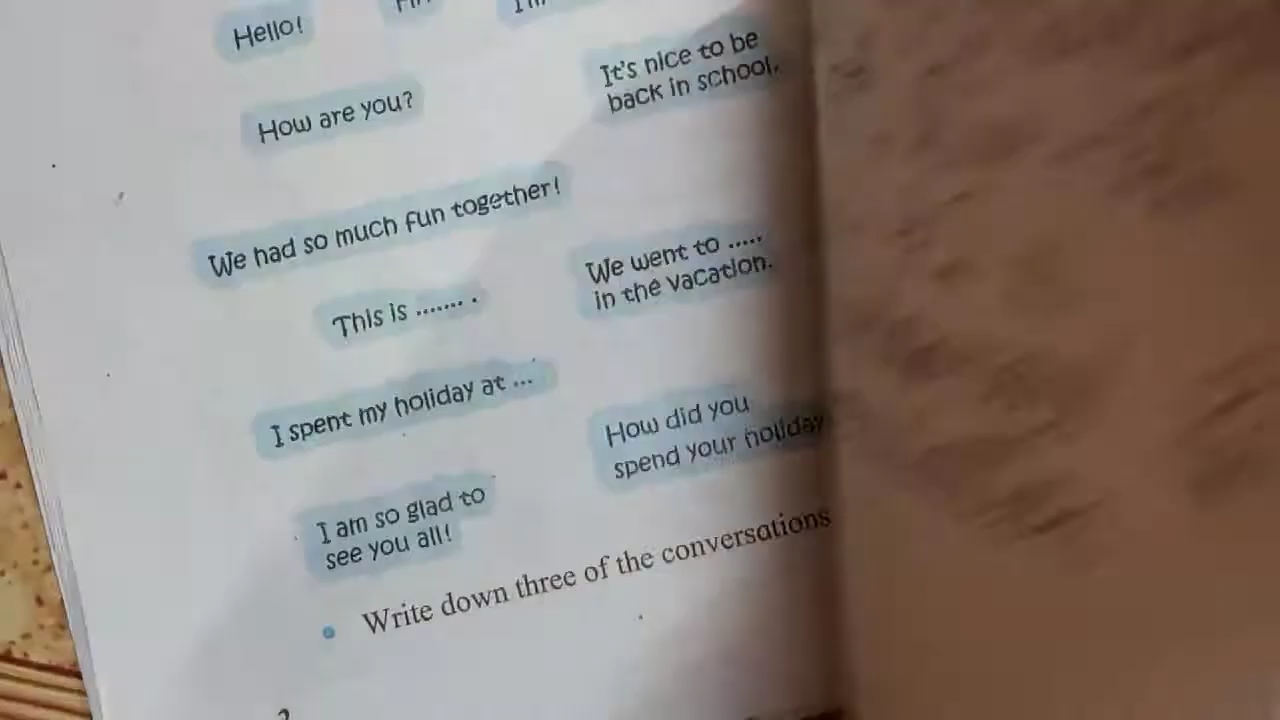 Hello!
How are you?
It's nice to be
back in school.
We had so much fun together!
We went to .....
in the vacation.
This is ....... .
I spent my holiday at ...
How did you
spend your holiday
I am so glad to
see you all!
• Write down three of the conversations